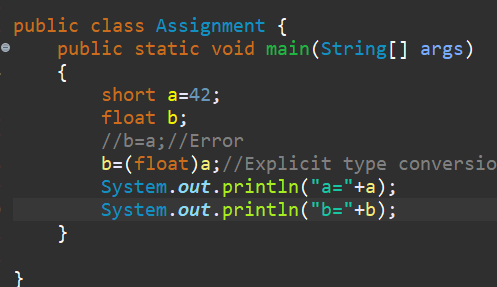 public class Assignment {
public static void main(String[] args)
{
short a=42;
float b;
//b=a;//Error
b=(float)a;//Explicit type conversio
System.out.println("a="+a);
System.out.println("b="+b);
}
}